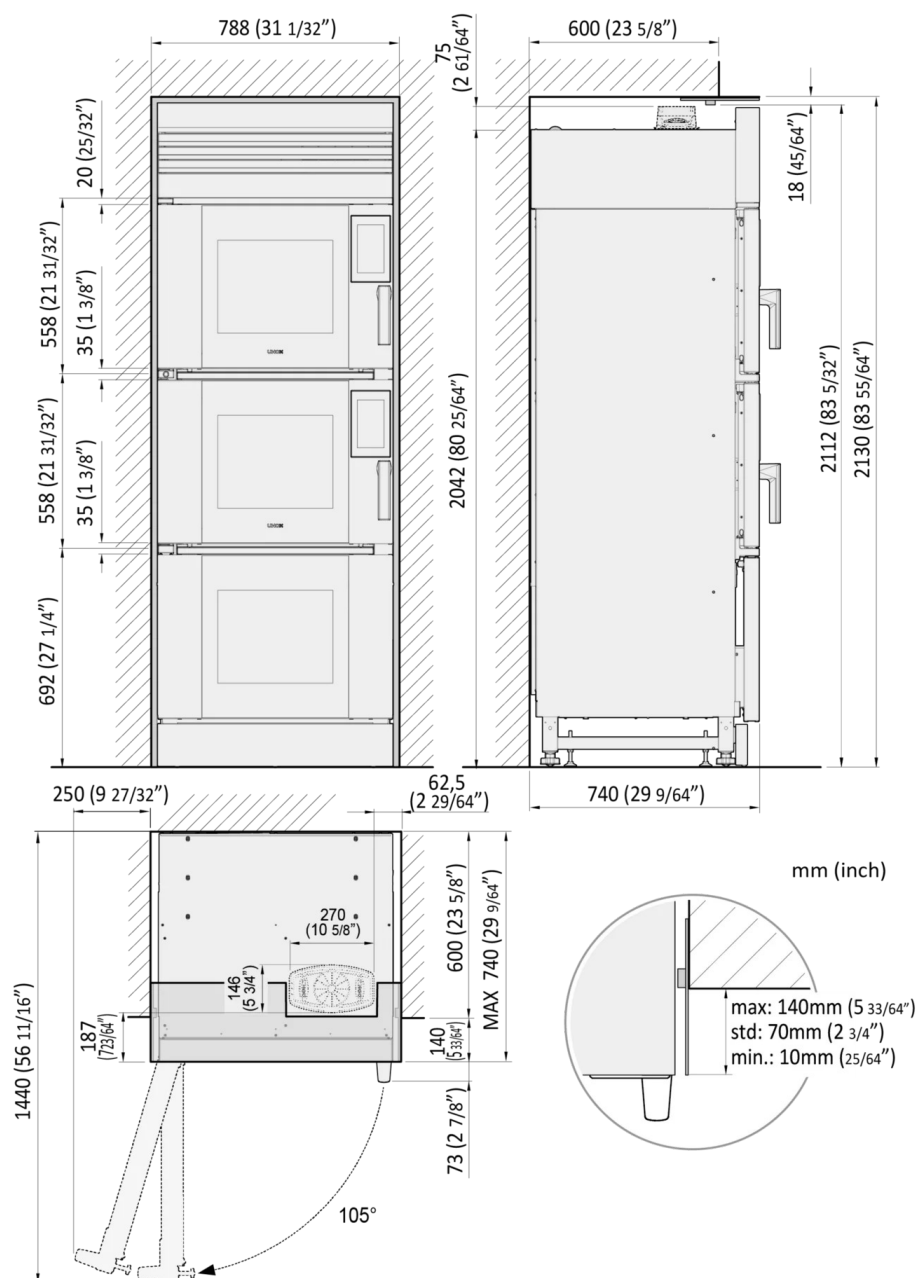 788 (31 1/32”)
600 (23 5/8”)
75
(2 61/64”)
20 (25/32”)
18 (45/64”)
558 (21 31/32”)
35 (1 3/8”)
558 (21 31/32”)
35 (1 3/8”)
692 (27 1/4”)
2042 (80 25/64”)
2112 (83 5/32”)
2130 (83 55/64”)
740 (29 9/64”)
250 (9 27/32”)
62,5
(2 29/64”)
1440 (56 11/16”)
270
(10 5/8”)
146
(5 3/4”)
187
(723/64”)
600 (23 5/8”)
MAX 740 (29 9/64”)
140
(5 33/64”)
73 (2 7/8”)
105°
mm (inch)
max: 140mm (5 33/64”)
std: 70mm (2 3/4”)
min.: 10mm (25/64”)